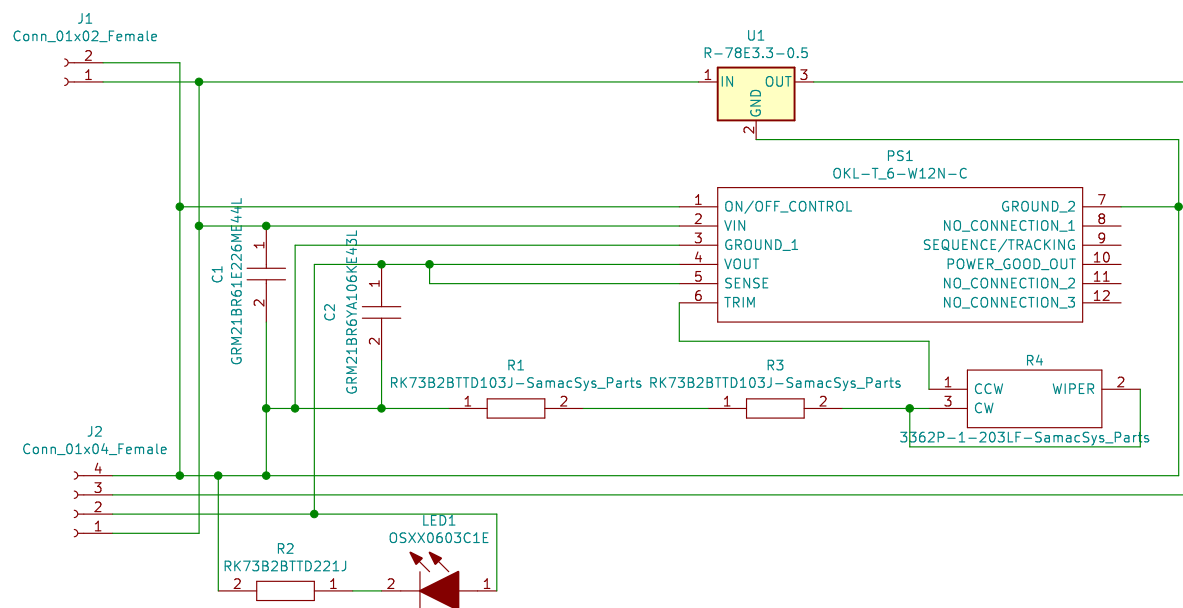 J1
Conn_01x02_Female
2
1
U1
R-78E3.3-0.5
1
IN
OUT
3
GND
2
PS1
OKL-T_6-W12N-C
1
ON/OFF_CONTROL
GROUND_2
7
2
VIN
NO_CONNECTION_1
8
3
GROUND_1
SEQUENCE/TRACKING
9
4
VOUT
POWER_GOOD_OUT
10
5
SENSE
NO_CONNECTION_2
11
6
TRIM
NO_CONNECTION_3
12
C1
GRM21BR61E226ME44L
1
2
C2
GRM21BR6YA106KE43L
1
2
R1
RK73B2BTTD103J-SamacSys_Parts
1
2
R3
RK73B2BTTD103J-SamacSys_Parts
1
2
R4
1
CCW
WIPER
2
3
CW
3362P-1-203LF-SamacSys_Parts
J2
Conn_01x04_Female
4
3
2
1
LED1
OSXX0603C1E
2
1
R2
RK73B2BTTD221J
2
1